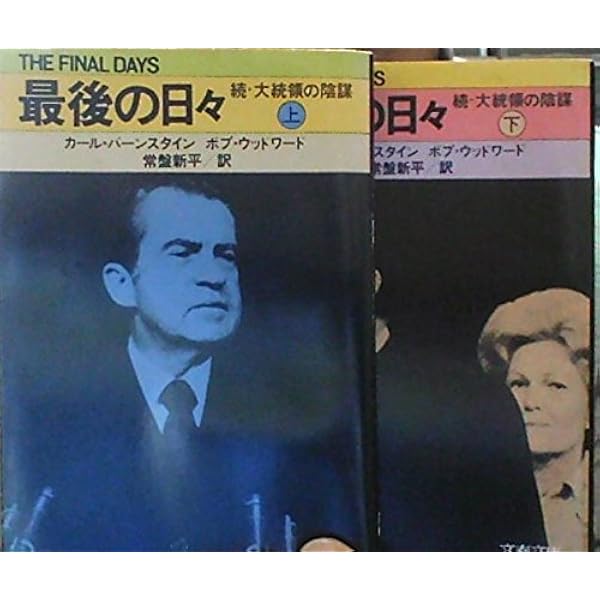 THE FINAL DAYS
最後の日々 続・大統領の陰謀
上
カール・バーンスタイン ボブ・ウッドワード
常盤新平/訳
S
の日々 続・大統領の陰謀
下
スタイン ボブ・ウッドワード
常盤新平/訳